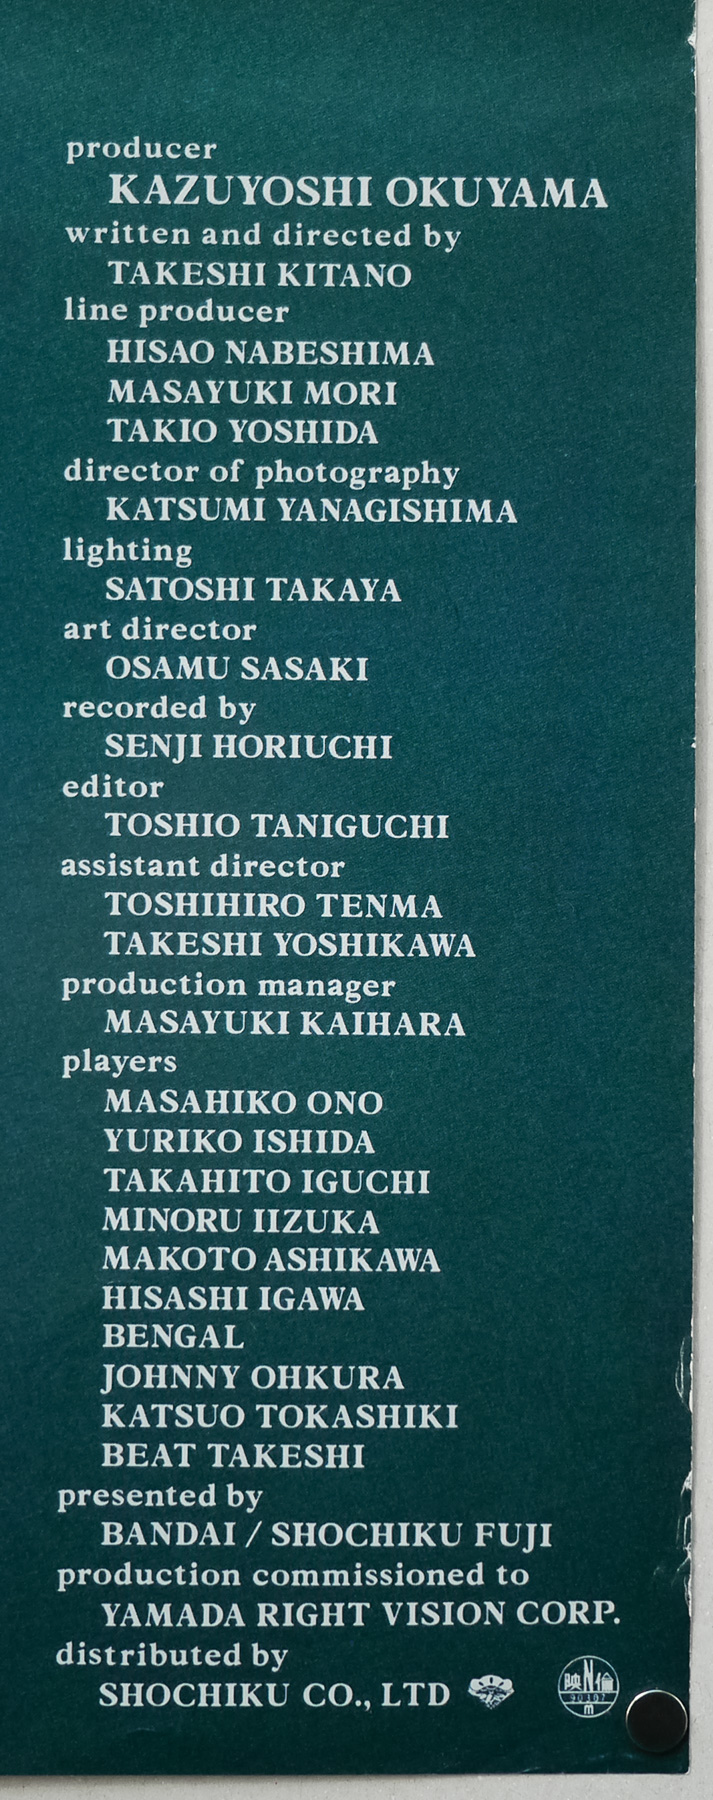 producer
KAZUYOSHI OKUYAMA
written and directed by
TAKESHI KITANO
line producer
HISAO NABESHIMA
MASAYUKI MORI
TAKIO YOSHIDA
director of photography
KATSUMI YANAGISHIMA
lighting
SATOSHI TAKAYA
art director
OSAMU SASAKI
recorded by
SENJI HORIUCHI
editor
TOSHIO TANIGUCHI
assistant director
TOSHIHIRO TENMA
TAKESHI YOSHIKAWA
production manager
MASAYUKI KAIHARA
players
MASAHIKO ONO
YURIKO ISHIDA
TAKAHITO IGUCHI
MINORU IIZUKA
MAKOTO ASHIKAWA
HISASHI IGAWA
BENGAL
JOHNNY OHKURA
KATSUO TOKASHIKI
BEAT TAKESHI
presented by
BANDAI / SHOCHIKU FUJI
production commissioned to
YAMADA RIGHT VISION CORP.
distributed by
SHOCHIKU CO., LTD
映N倫
m